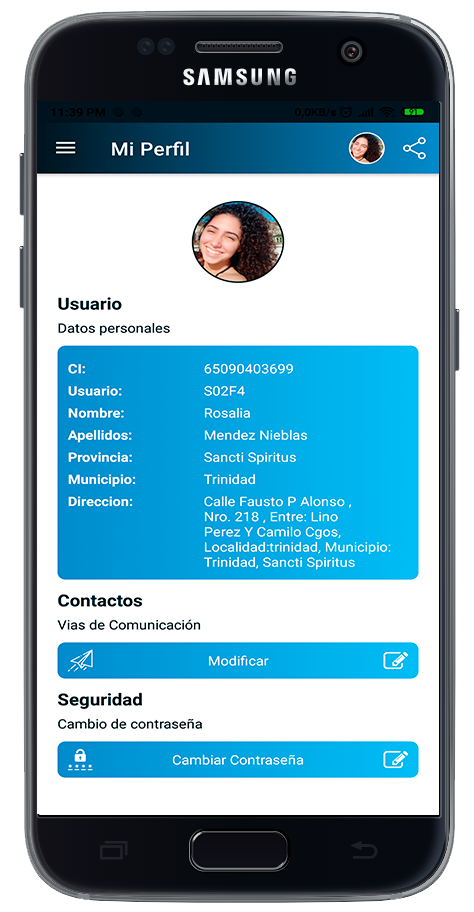 SAMSUNG
11:39 PM
0,0KB/s
91
Mi Perfil
Usuario
Datos personales
CI: 65090403699
Usuario: S02F4
Nombre: Rosalia
Apellidos: Mendez Nieblas
Provincia: Sancti Spiritus
Municipio: Trinidad
Direccion: Calle Fausto P Alonso ,
Nro. 218 , Entre: Lino
Perez Y Camilo Cgos,
Localidad:trinidad, Municipio:
Trinidad, Sancti Spiritus
Contactos
Vias de Comunicación
Modificar
Seguridad
Cambio de contraseña
Cambiar Contraseña